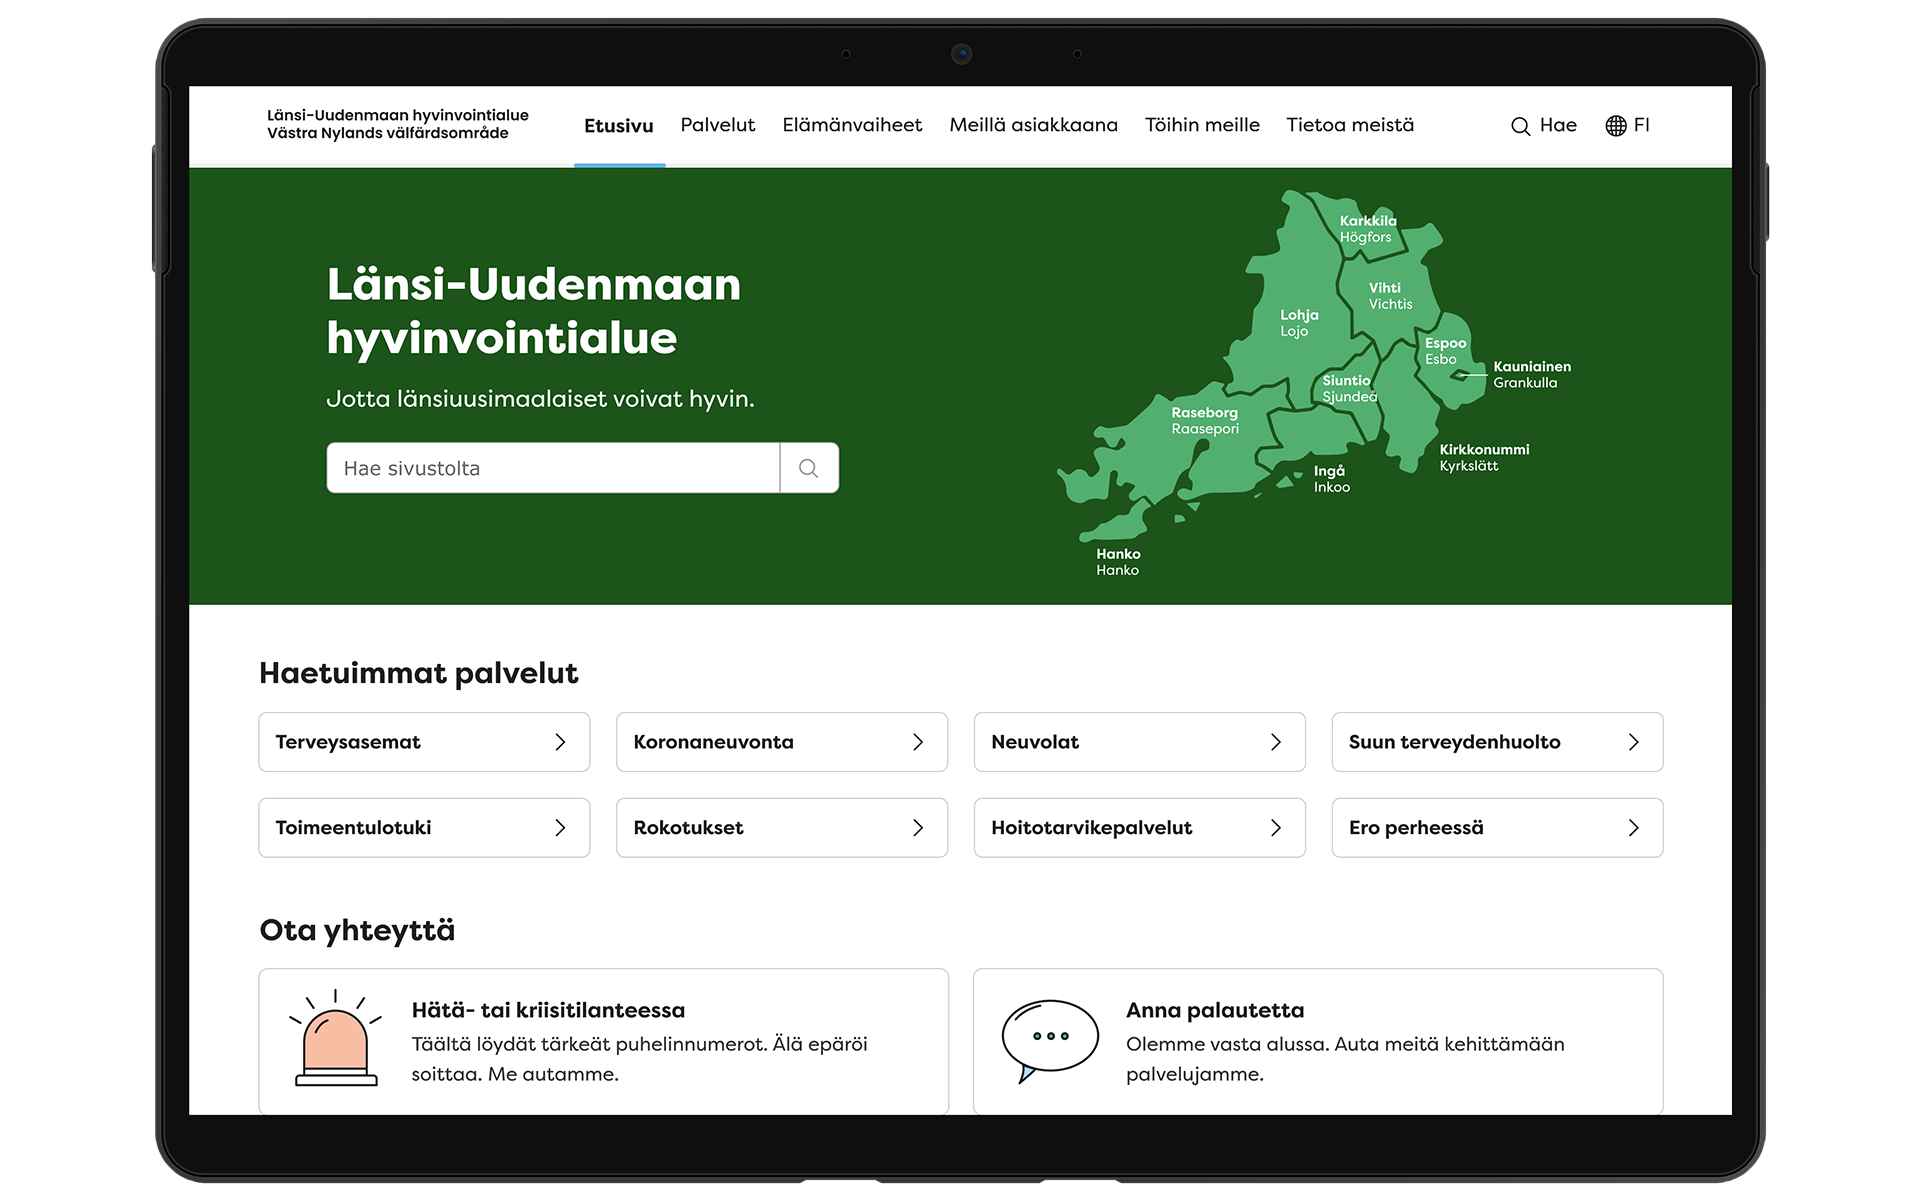 Länsi-Uudenmaan hyvinvointialue
Västra Nylands välfärdsområde
Etusivu
Palvelut
Elämänvaiheet
Meillä asiakkaana
Töihin meille
Tietoa meistä
Hae
FI
Länsi-Uudenmaan
hyvinvointialue
Jotta länsiuusimaalaiset voivat hyvin.
Hae sivustolta
Karkkila
Högfors
Vihti
Vichtis
Lohja
Lojo
Espoo
Esbo
Kauniainen
Grankulla
Siuntio
Sjundeå
Raseborg
Raasepori
Kirkkonummi
Kyrkslätt
Ingå
Inkoo
Hanko
Hanko
Haetuimmat palvelut
Terveysasemat
Koronaneuvonta
Neuvolat
Suun terveydenhuolto
Toimeentulotuki
Rokotukset
Hoitotarvikepalvelut
Ero perheessä
Ota yhteyttä
Hätä- tai kriisitilanteessa
Täältä löydät tärkeät puhelinnumerot. Älä epäröi
soittaa. Me autamme.
Anna palautetta
Olemme vasta alussa. Auta meitä kehittämään
palvelujamme.